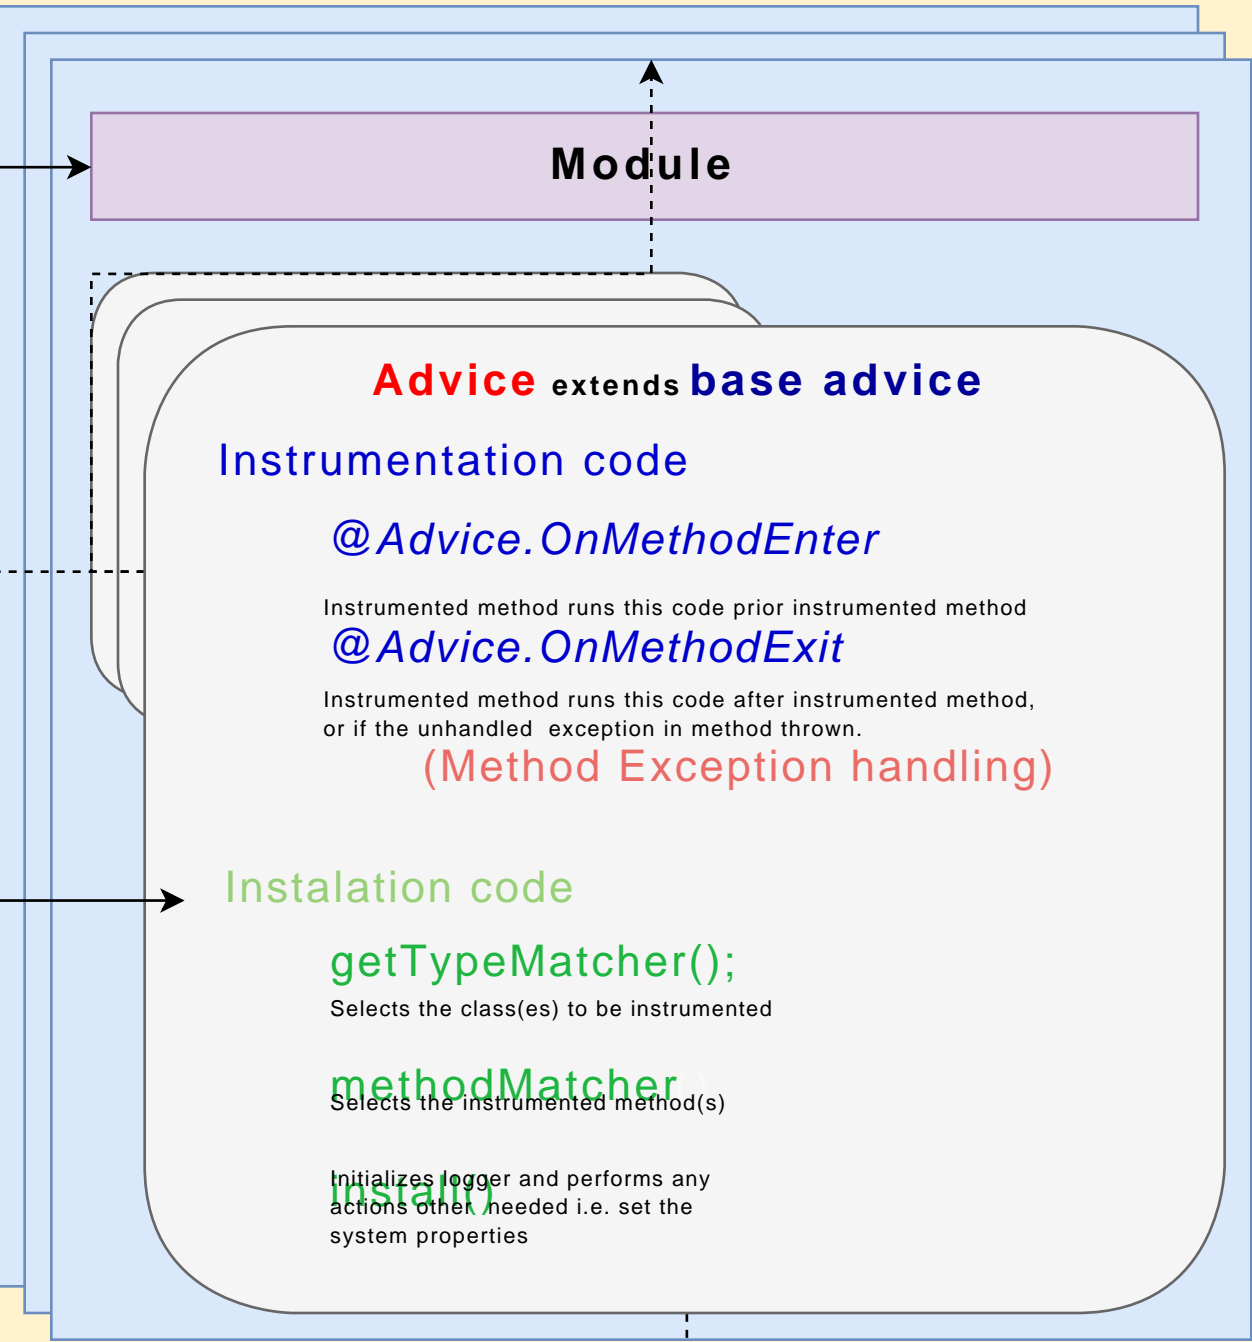 Module
Advice extends base advice
Instrumentation code
@Advice.OnMethodEnter
Instrumented method runs this code prior instrumented method
@Advice.OnMethodExit
Instrumented method runs this code after instrumented method,
or if the unhandled exception in method thrown.
(Method Exception handling)
Instalation code
getTypeMatcher();
Selects the class(es) to be instrumented
methodMatcher()
Selects the instrumented method(s)
install()
Initializes logger and performs any
actions other needed i.e. set the
system properties